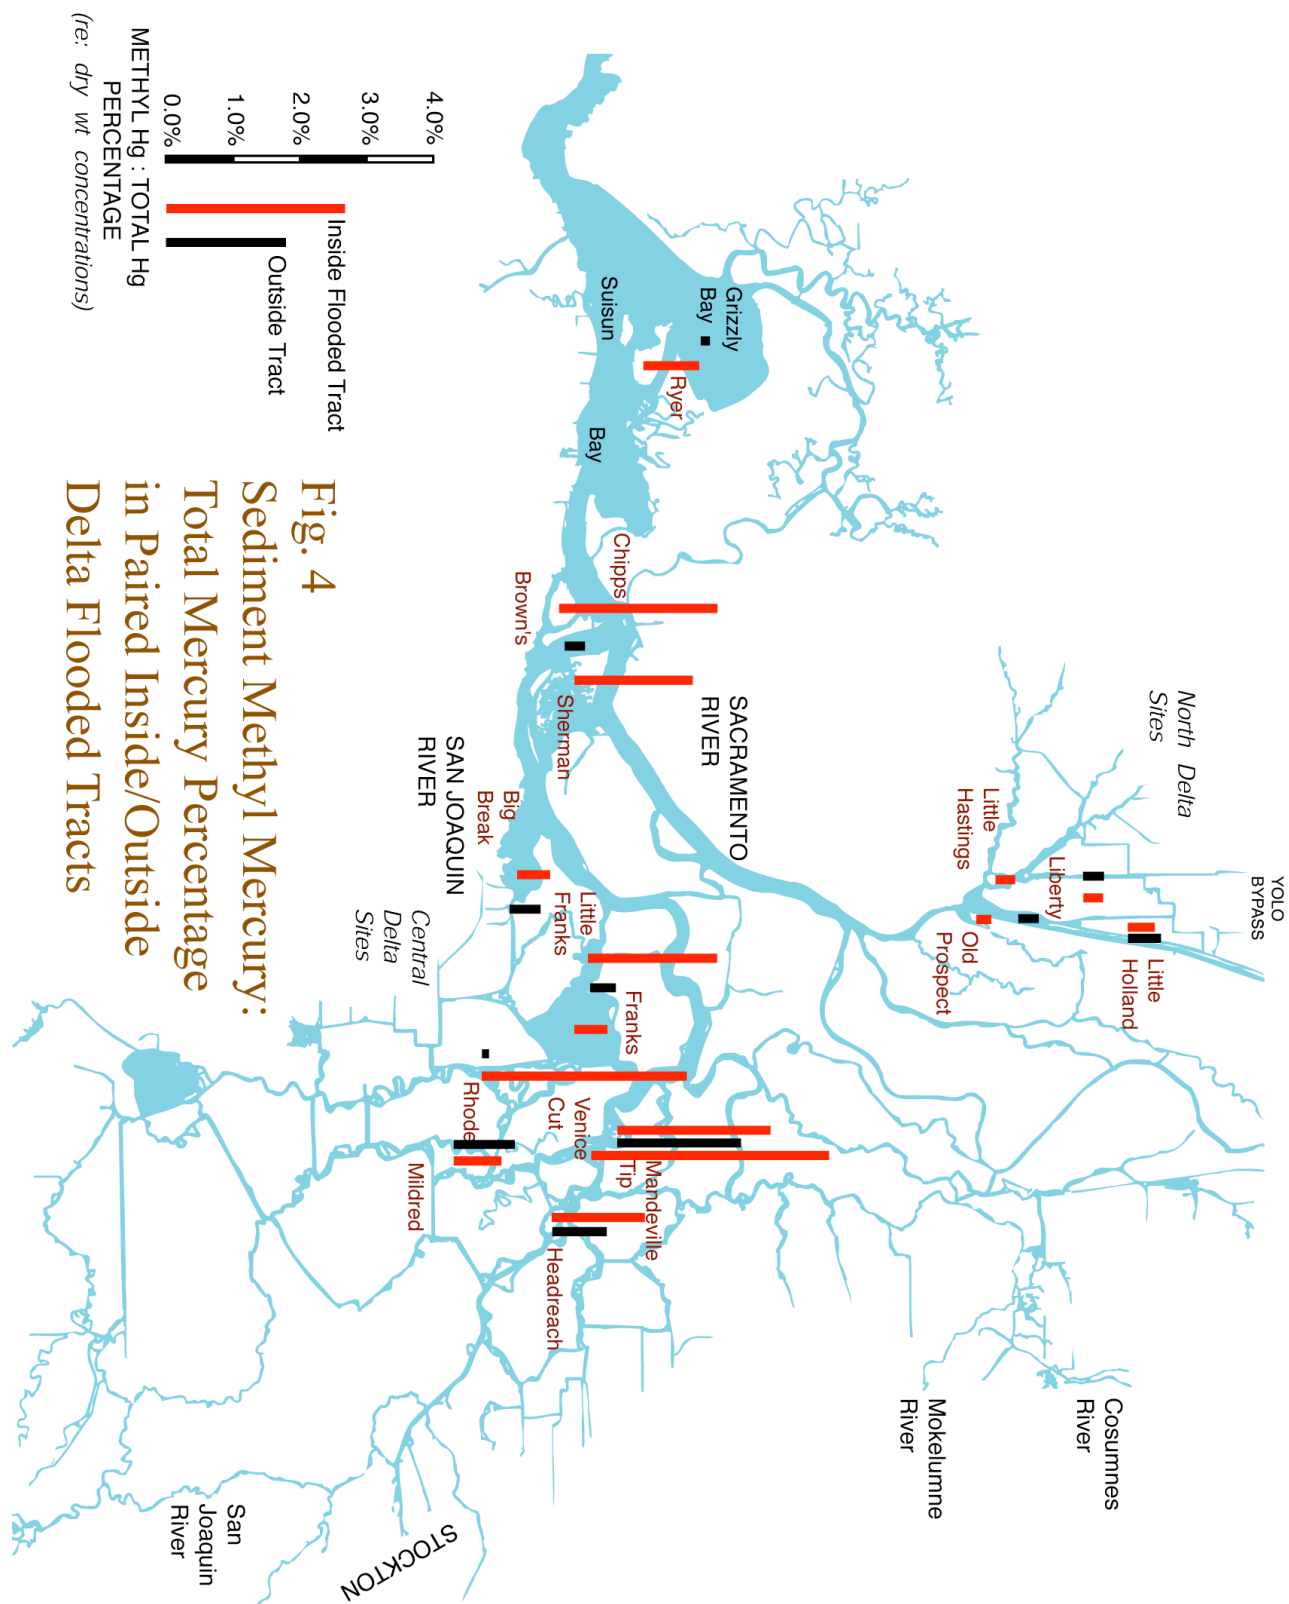 YOLO
BYPASS
North Delta
Sites
Little
Holland
Liberty
Little
Hastings
Old
Prospect
Cosumnes
River
Mokelumne
River
Grizzly
Bay
Ryer
Suisun
Bay
SACRAMENTO
RIVER
Chipps
Brown's
Sherman
Big
Break
SAN JOAQUIN
RIVER
Little
Franks
Franks
Central
Delta
Sites
Rhode
Venice
Cut
Mandeville
Tip
Mildred
Headreach
STOCKTON
San
Joaquin
River
4.0%
3.0%
2.0%
1.0%
0.0%
Inside Flooded Tract
Outside Tract
METHYL Hg : TOTAL Hg
PERCENTAGE
(re: dry wt concentrations)
Fig. 4
Sediment Methyl Mercury:
Total Mercury Percentage
in Paired Inside/Outside
Delta Flooded Tracts